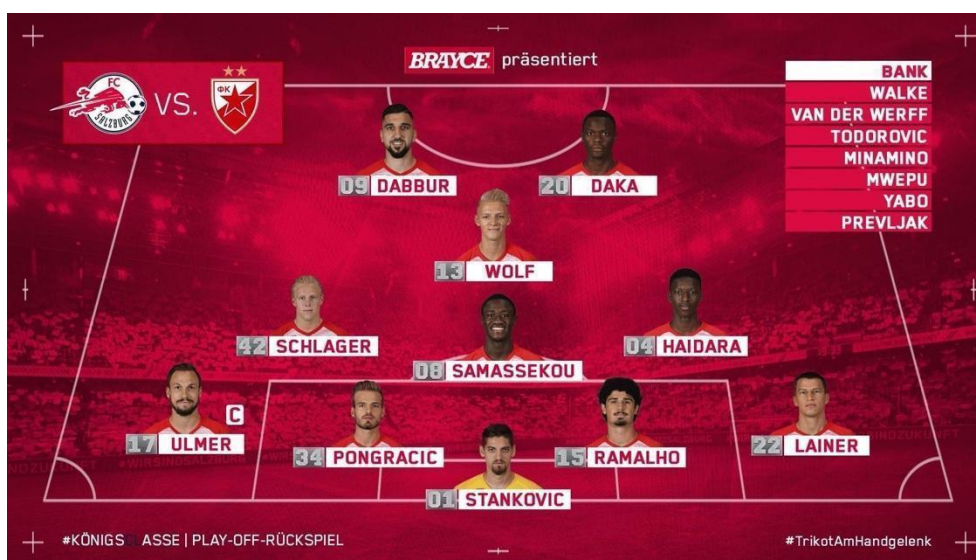 BRAYCE präsentiert
FC
SALZBURG
VS.
ФК
BANK
WALKE
VAN DER WERFF
TODOROVIC
MINAMINO
MWEPU
YABO
PREVLJAK
09 DABBUR
20 DAKA
13 WOLF
42 SCHLAGER
04 HAIDARA
08 SAMASSEKOU
C
17 ULMER
34 PONGRACIC
15 RAMALHO
22 LAINER
01 STANKOVIC
#WIRSINDSALZBURG
#KÖNIGSCLASSE | PLAY-OFF-RÜCKSPIEL
#TrikotAmHandgelenk